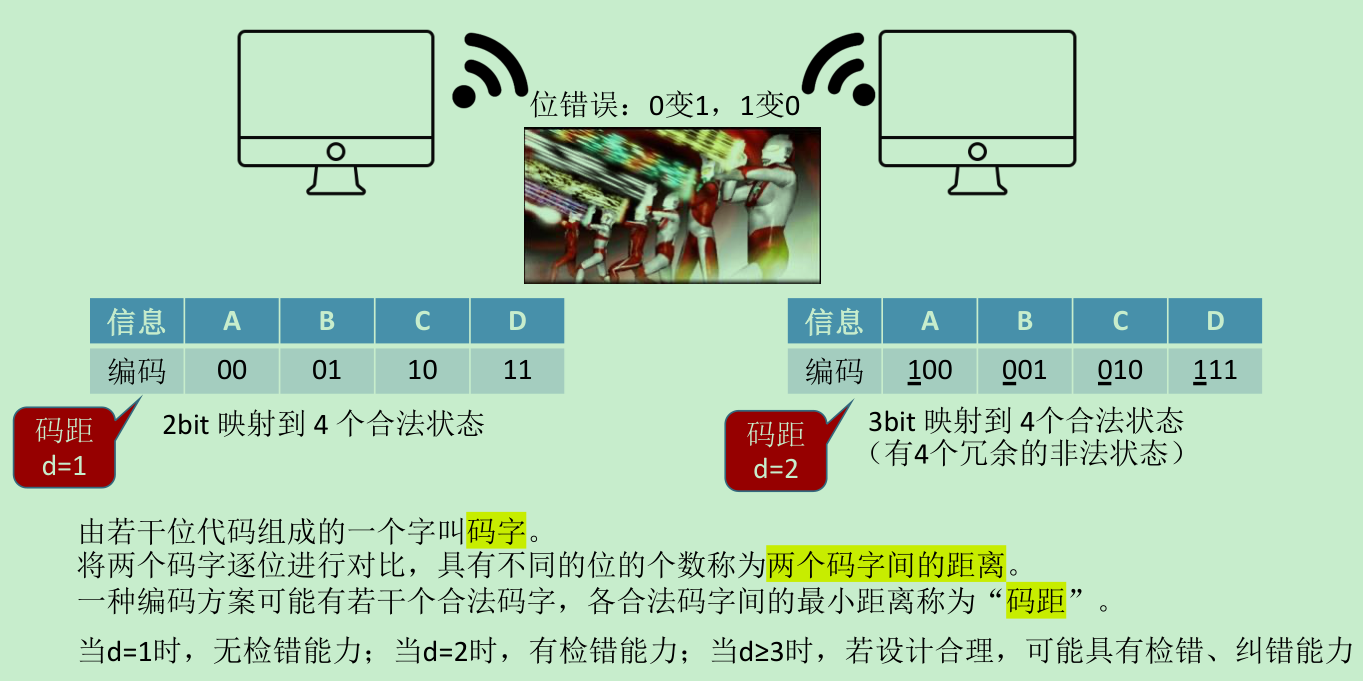 位错误：0变1，1变0
信息 A B C D
编码 00 01 10 11
信息 A B C D
编码 100 001 010 111
码距
d=1
2bit 映射到 4 个合法状态
码距
d=2
3bit 映射到 4个合法状态
（有4个冗余的非法状态）
由若干位代码组成的一个字叫码字。
将两个码字逐位进行对比，具有不同的位的个数称为两个码字间的距离。
一种编码方案可能有若干个合法码字，各合法码字间的最小距离称为“码距”。
当d=1时，无检错能力；当d=2时，有检错能力；当d≥3时，若设计合理，可能具有检错、纠错能力